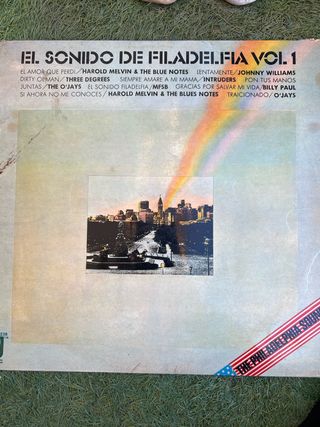 EL SONIDO DE FILADELFIA VOL. 1
EL AMOR QUE PERDI/HAROLD MELVIN & THE BLUE NOTES LENTAMENTE/JOHNNY WILLIAMS
DIRTY OPMAN/THREE DEGREES SIEMPRE AMARE A MI MAMA/INTRUDERS PON TUS MANOS
JUNTAS/THE O'JAYS EL SONIDO FILADELFIA/MFSB GRACIAS POR SALVAR MI VIDA/BILLY PAUL
SI AHORA NO ME CONOCES/HAROLD MELVIN & THE BLUES NOTES TRAICIONADO/O'JAYS
THE PHILADELPHIA SOUND